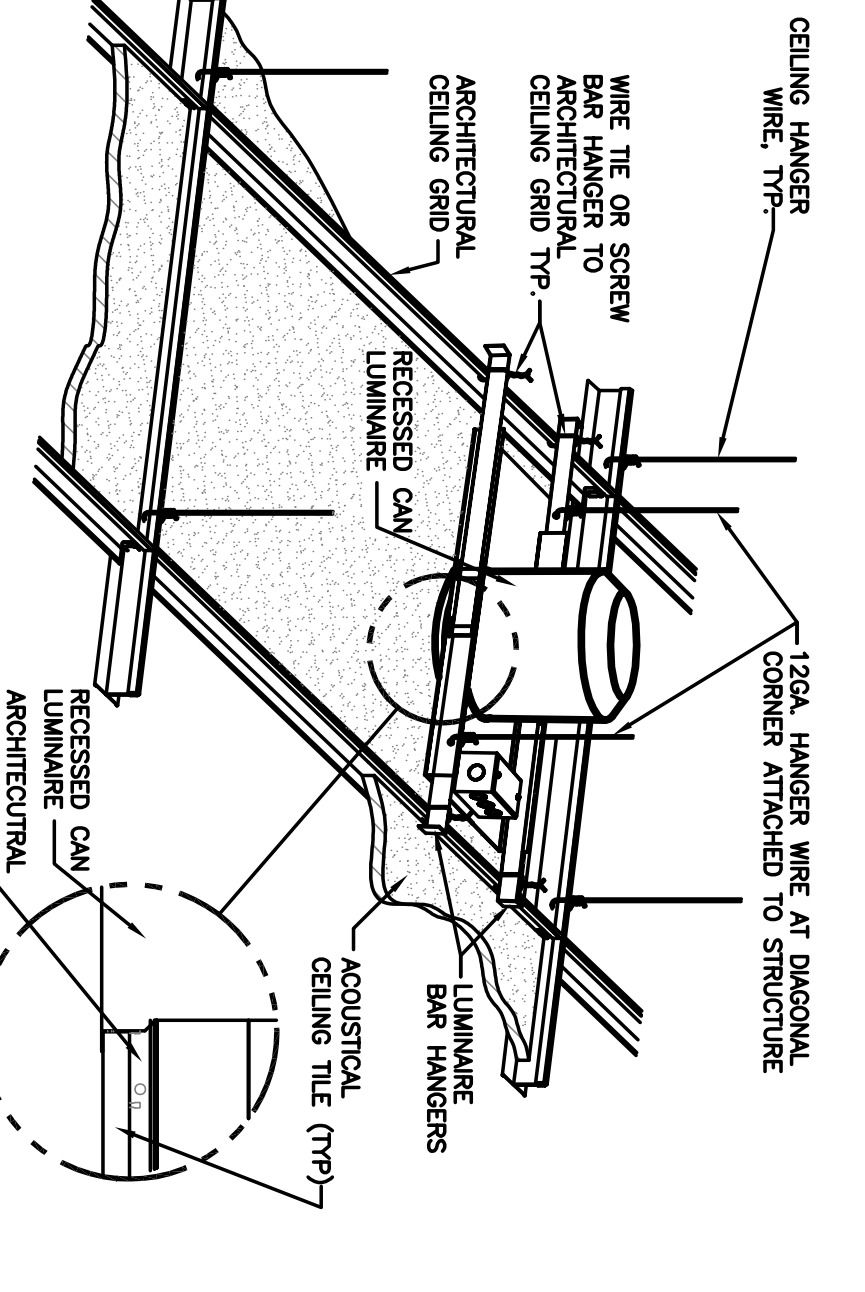 CEILING HANGER
WIRE, TYP.
WIRE TIE OR SCREW
BAR HANGER TO
ARCHITECTURAL
CEILING GRID TYP.
ARCHITECTURAL
CEILING GRID
RECESSED CAN
LUMINAIRE
12GA. HANGER WIRE AT DIAGONAL
CORNER ATTACHED TO STRUCTURE
LUMINAIRE
BAR HANGERS
ACOUSTICAL
CEILING TILE (TYP)
RECESSED CAN
LUMINAIRE
ARCHITECUTRAL